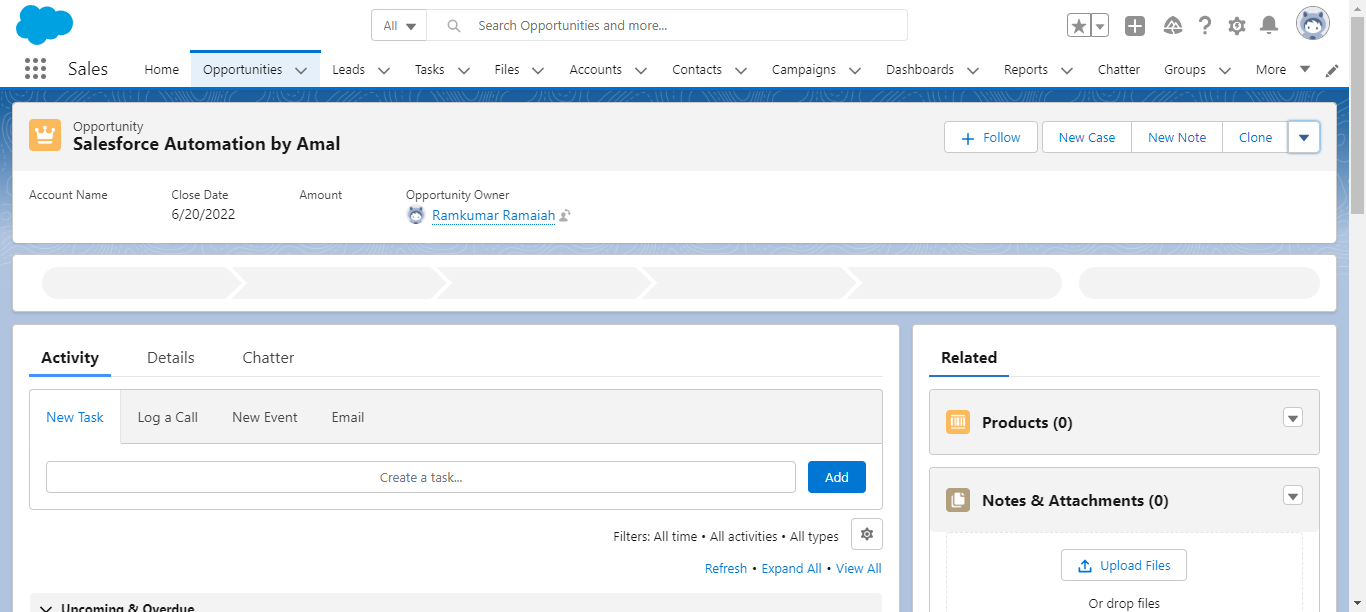 All
Search Opportunities and more...
Sales
Home
Opportunities
Leads
Tasks
Files
Accounts
Contacts
Campaigns
Dashboards
Reports
Chatter
Groups
More
Opportunity
Salesforce Automation by Amal
Follow
New Case
New Note
Clone
Account Name
Close Date
Amount
Opportunity Owner
6/20/2022
Ramkumar Ramaiah
Activity
Details
Chatter
New Task
Log a Call
New Event
Email
Create a task...
Add
Filters: All time • All activities • All types
Refresh • Expand All • View All
Upcoming & Overdue
Related
Products (0)
Notes & Attachments (0)
Upload Files
Or drop files